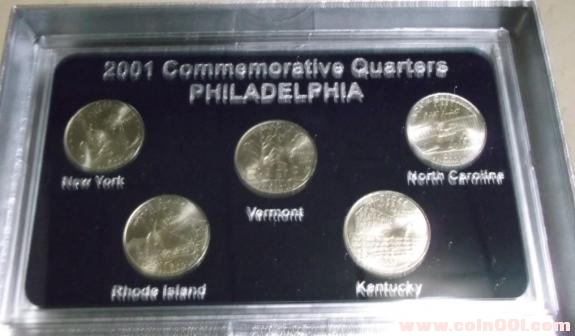 2001 Commemorative Quarters
PHILADELPHIA
New York
Vermont
North Carolina
Rhode Island
Kentucky
www.coin001.com